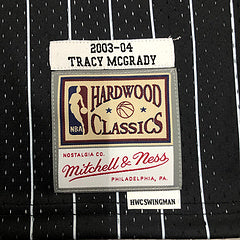 2003-04
TRACY MCGRADY
HARDWOOD
NBA
CLASSICS
NOSTALGIA CO.
Mitchell & Ness
PHILADELPHIA, PA.
HWCSWINGMAN